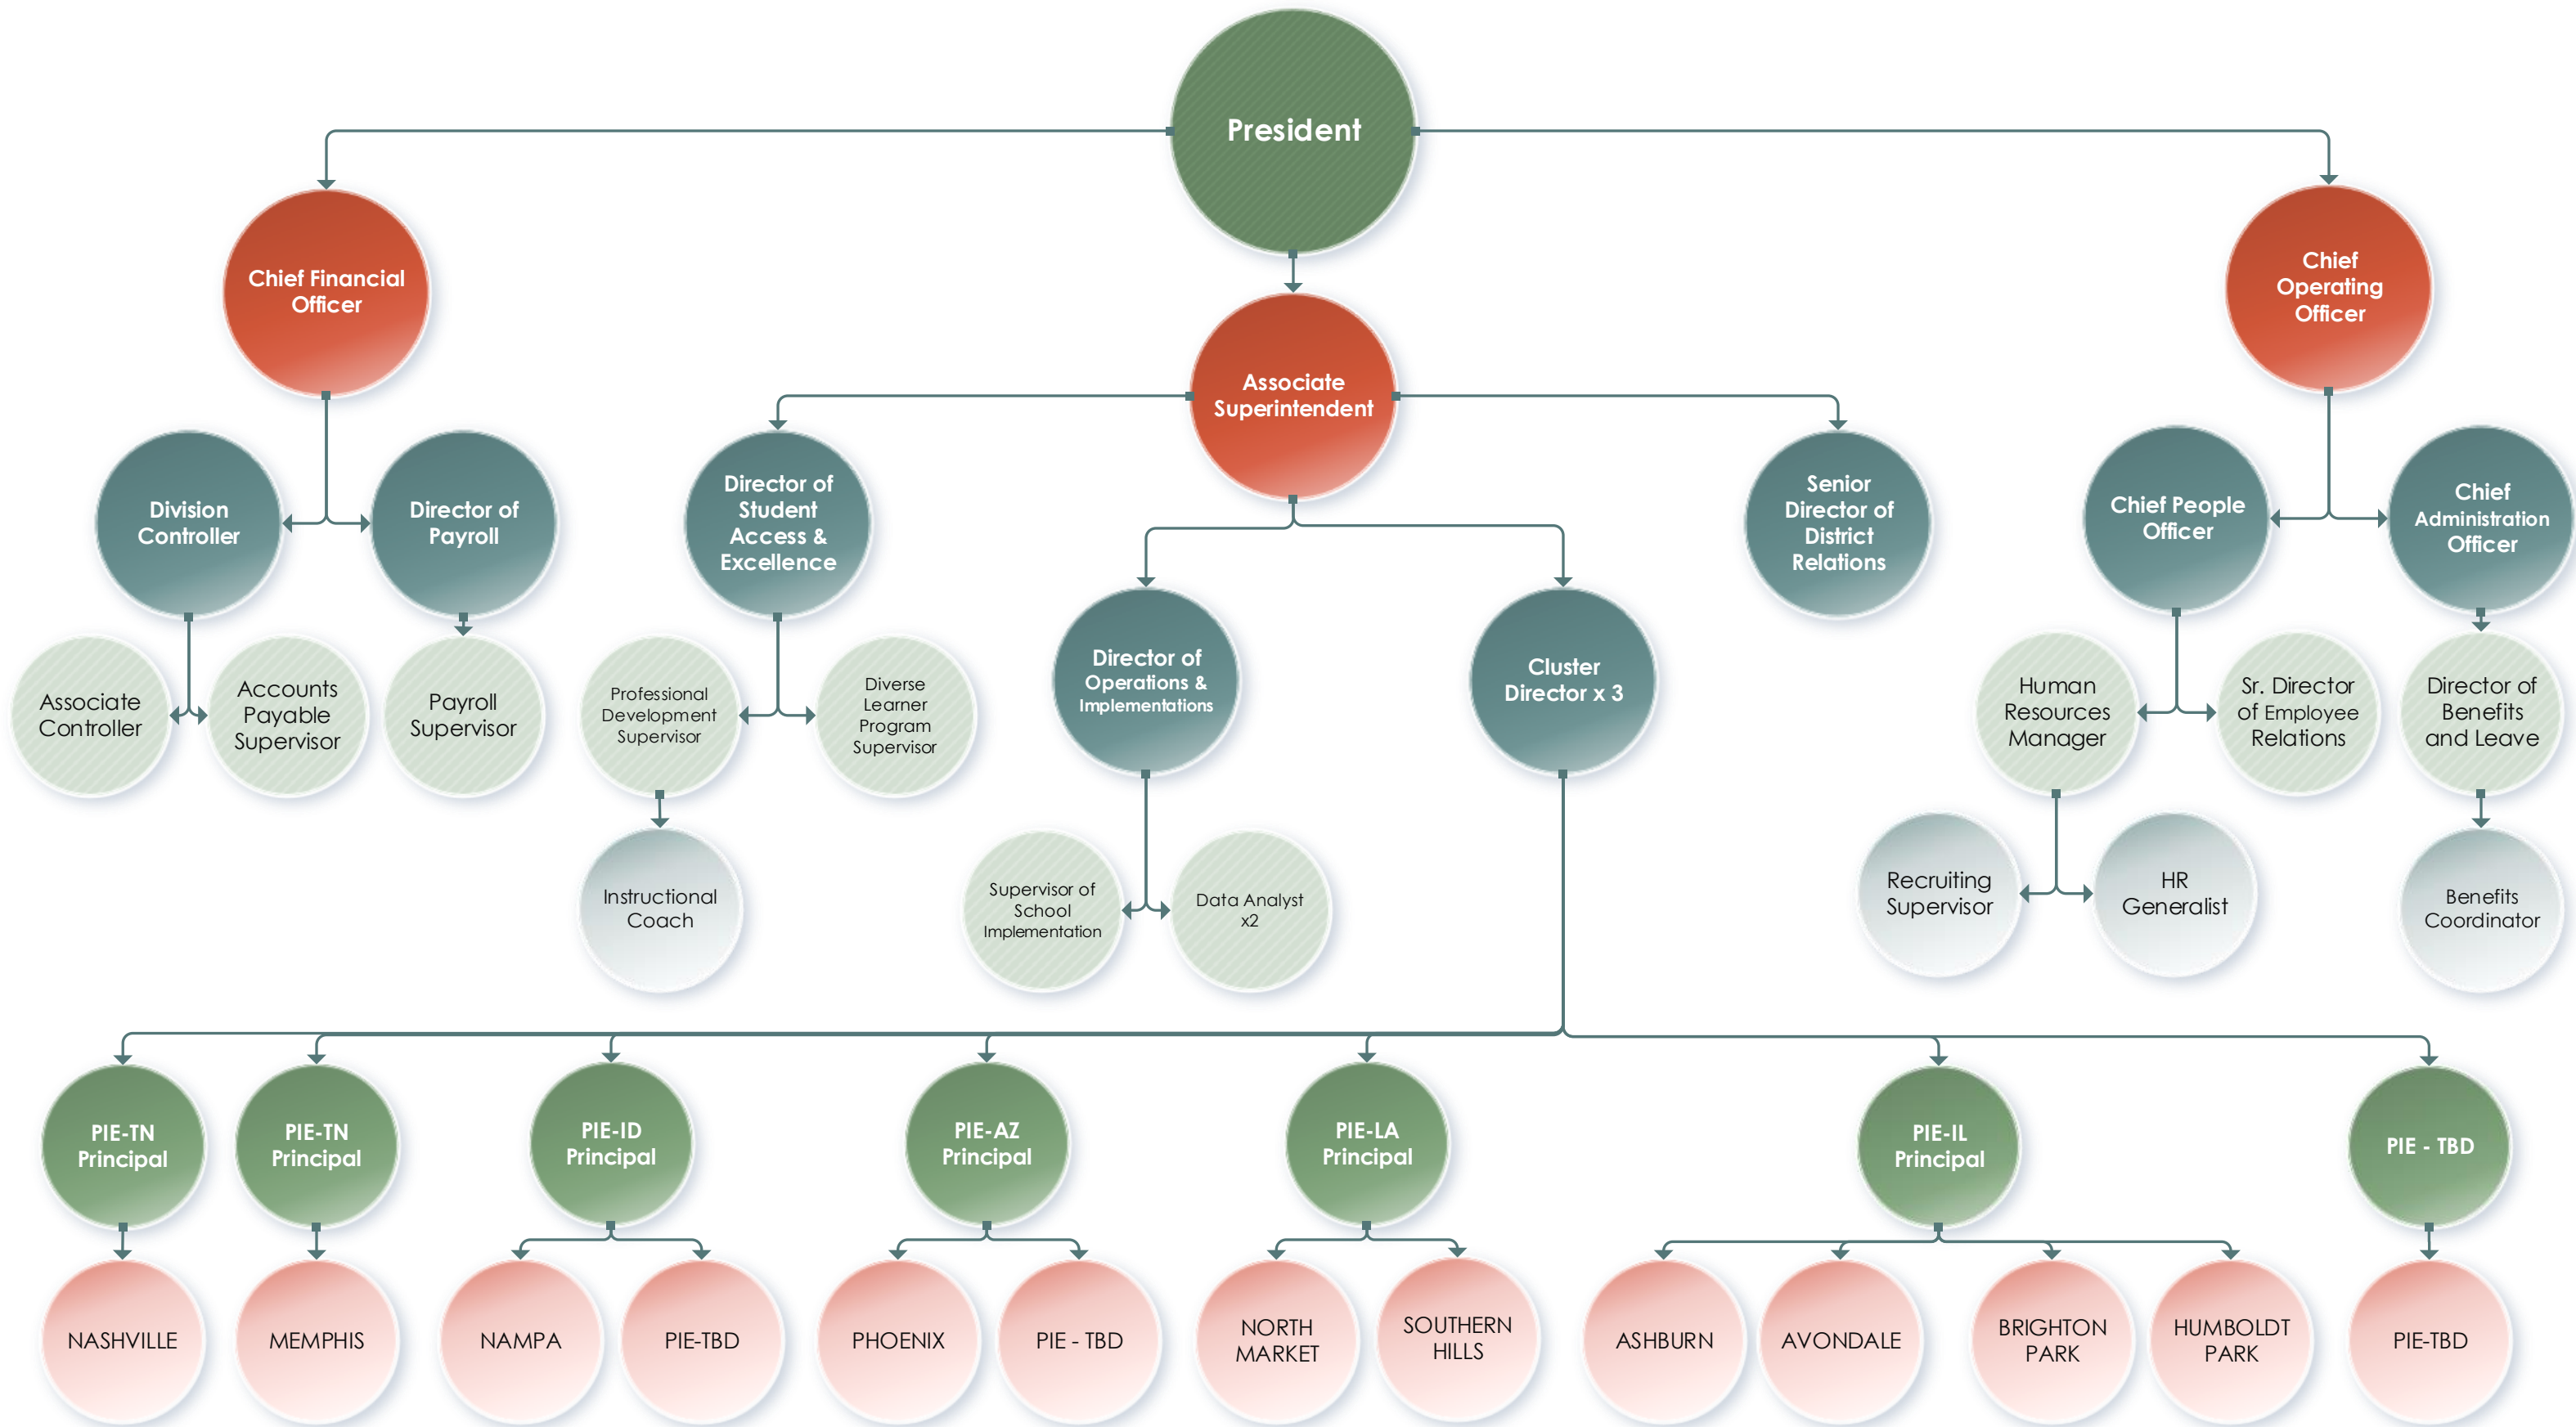 President
Chief Financial
Officer
Chief
Operating
Officer
Associate
Superintendent
Division
Controller
Director of
Payroll
Director of
Student
Access &
Excellence
Senior
Director of
District
Relations
Chief People
Officer
Chief
Administration
Officer
Director of
Operations &
Implementations
Cluster
Director x 3
Associate
Controller
Accounts
Payable
Supervisor
Payroll
Supervisor
Professional
Development
Supervisor
Diverse
Learner
Program
Supervisor
Human
Resources
Manager
Sr. Director
of Employee
Relations
Director of
Benefits
and Leave
Instructional
Coach
Supervisor of
School
Implementation
Data Analyst
x2
Recruiting
Supervisor
HR
Generalist
Benefits
Coordinator
PIE-TN
Principal
PIE-TN
Principal
PIE-ID
Principal
PIE-AZ
Principal
PIE-LA
Principal
PIE-IL
Principal
PIE - TBD
NASHVILLE
MEMPHIS
NAMPA
PIE-TBD
PHOENIX
PIE - TBD
NORTH
MARKET
SOUTHERN
HILLS
ASHBURN
AVONDALE
BRIGHTON
PARK
HUMBOLDT
PARK
PIE-TBD